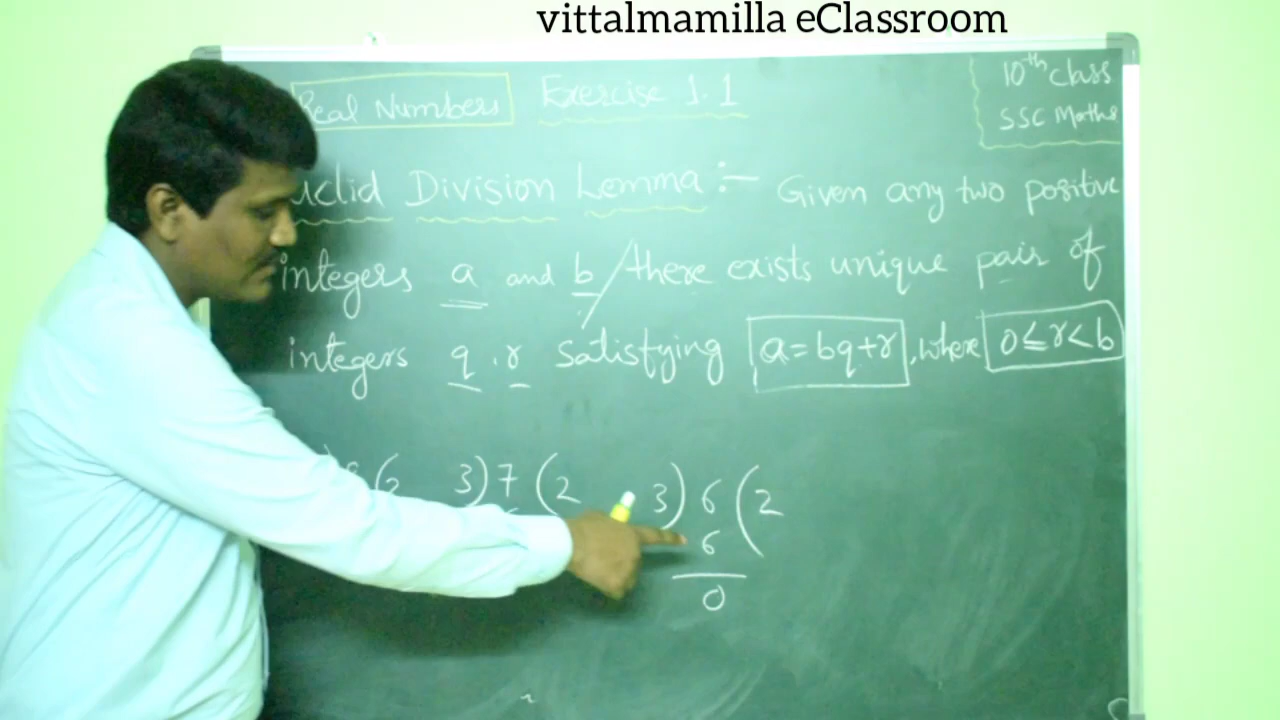 vittalmamilla eClassroom
Real Numbers Exercise 1.1
10th class
SSC Maths
uclid Division Lemma :- Given any two positive
integers a and b / there exists unique pair of
integers q, r satisfying a=bq+r, where 0≤r<b
3)7(2
3)6(2
6
0